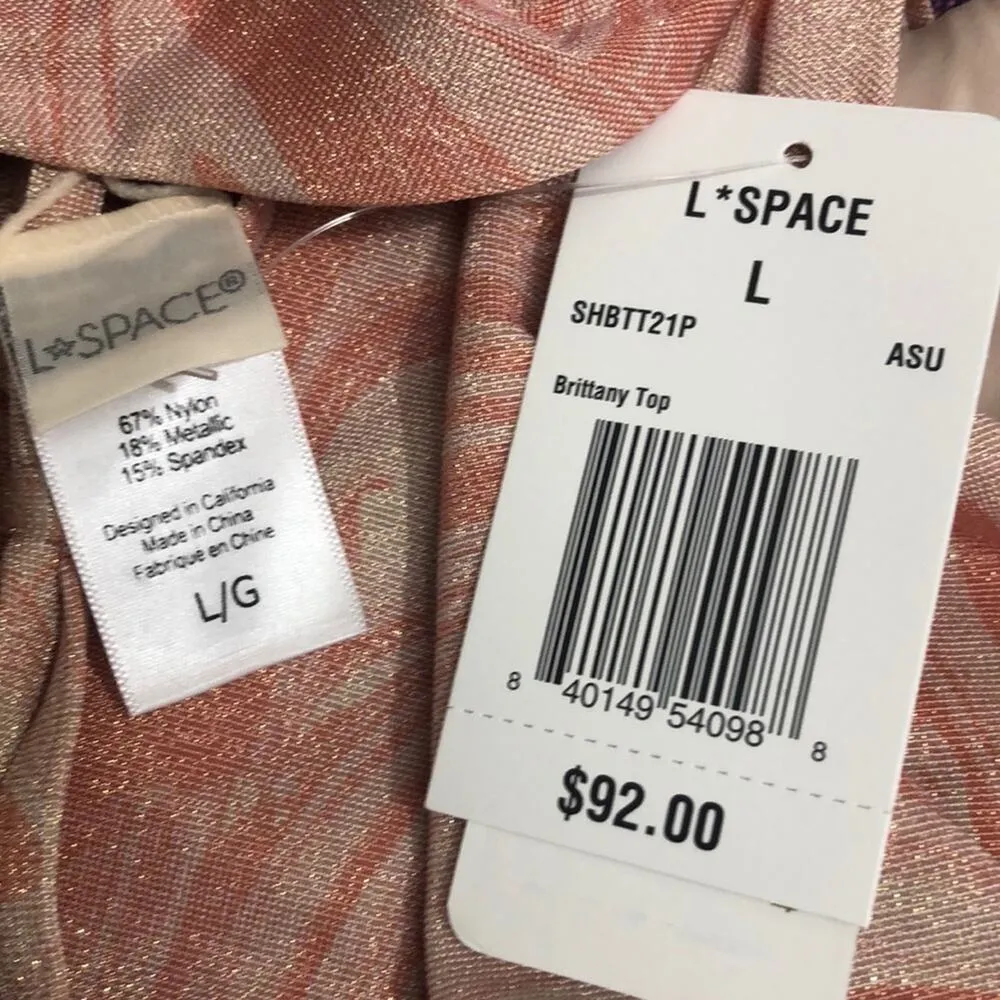 L☆SPACE®
67% Nylon
18% Metallic
15% Spandex
Designed in California
Made in China
Fabriqué en Chine
L/G
L*SPACE
L
SHBTT21P
ASU
Brittany Top
8 40149 54098 8
$92.00